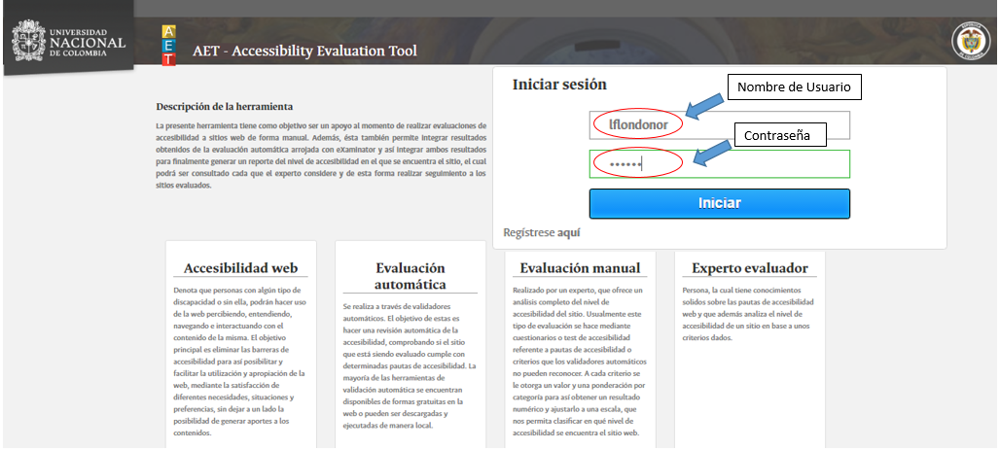 UNIVERSIDAD
NACIONAL
DE COLOMBIA
A
E
T
AET - Accessibility Evaluation Tool
Descripción de la herramienta
La presente herramienta tiene como objetivo ser un apoyo al momento de realizar evaluaciones de
accesibilidad a sitios web de forma manual. Además, ésta también permite integrar resultados
obtenidos de la evaluación automática arrojada con eXaminator y así integrar ambos resultados
para finalmente generar un reporte del nivel de accesibilidad en el que se encuentra el sitio, el cual
podrá ser consultado cada que el experto considere y de esta forma realizar seguimiento a los
sitios evaluados.
Iniciar sesión
Nombre de Usuario
lflondonor
Contraseña
••••••
Iniciar
Regístrese aquí
Accesibilidad web
Denota que personas con algún tipo de
discapacidad o sin ella, podrán hacer uso
de la web percibiendo, entendiendo,
navegando e interactuando con el
contenido de la misma. El objetivo
principal es eliminar las barreras de
accesibilidad para así posibilitar y
facilitar la utilización y apropiación de la
web, mediante la satisfacción de
diferentes necesidades, situaciones y
preferencias, sin dejar a un lado la
posibilidad de generar aportes a los
contenidos.
Evaluación
automática
Se realiza a través de validadores
automáticos. El objetivo de estas es
hacer una revisión automática de la
accesibilidad, comprobando si el sitio
que está siendo evaluado cumple con
determinadas pautas de accesibilidad. La
mayoría de las herramientas de
validación automática se encuentran
disponibles de formas gratuitas en la
web o pueden ser descargadas y
ejecutadas de manera local.
Evaluación manual
Realizado por un experto, que ofrece un
análisis completo del nivel de
accesibilidad del sitio. Usualmente este
tipo de evaluación se hace mediante
cuestionarios o test de accesibilidad
referente a pautas de accesibilidad o
criterios que los validadores automáticos
no pueden reconocer. A cada criterio se
le otorga un valor y una ponderación por
categoría para así obtener un resultado
numérico y ajustarlo a una escala, que
nos permita clasificar en qué nivel de
accesibilidad se encuentra el sitio web.
Experto evaluador
Persona, la cual tiene conocimientos
solidos sobre las pautas de accesibilidad
web y que además analiza el nivel de
accesibilidad de un sitio en base a unos
criterios dados.